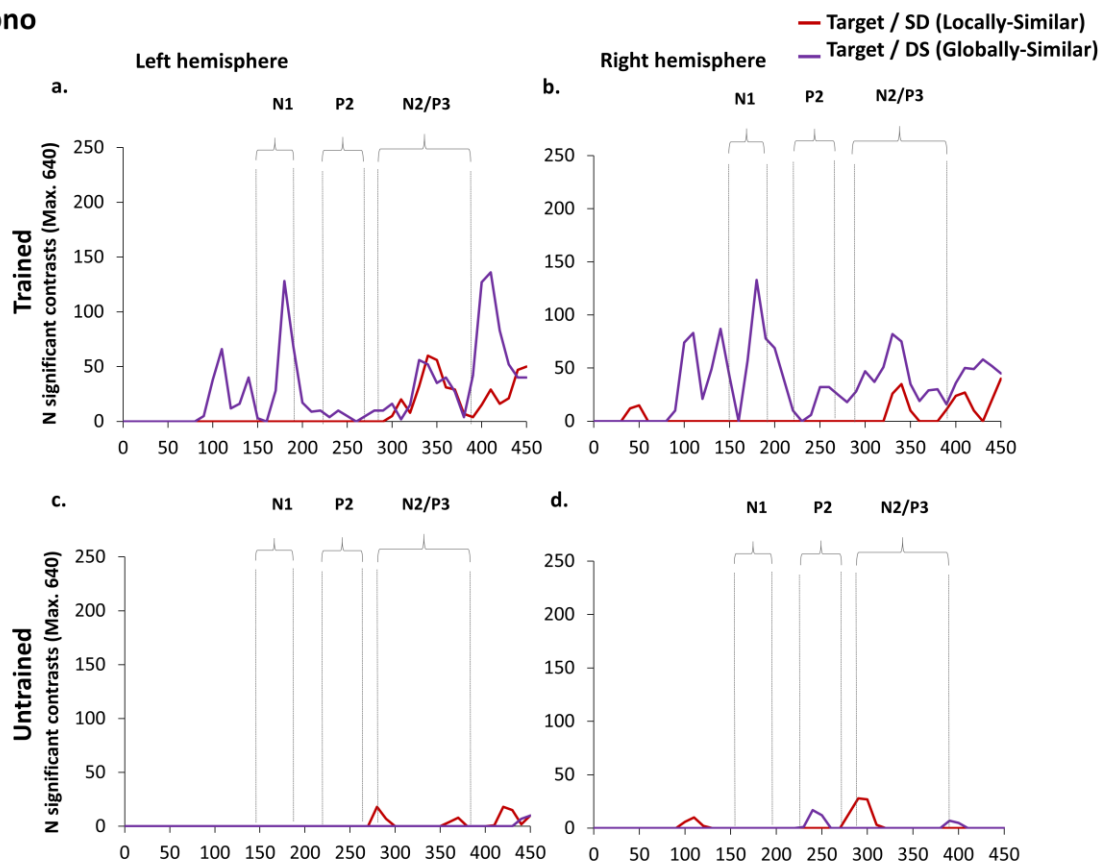 ono
Target / SD (Locally-Similar)
Target / DS (Globally-Similar)
Left hemisphere
Right hemisphere
a.
N1 P2 N2/P3
Trained
N significant contrasts (Max. 640)
250
200
150
100
50
0
0 50 100 150 200 250 300 350 400 450
b.
N1 P2 N2/P3
250
200
150
100
50
0
0 50 100 150 200 250 300 350 400 450
c.
N1 P2 N2/P3
Untrained
N significant contrasts (Max. 640)
250
200
150
100
50
0
0 50 100 150 200 250 300 350 400 450
d.
N1 P2 N2/P3
250
200
150
100
50
0
0 50 100 150 200 250 300 350 400 450